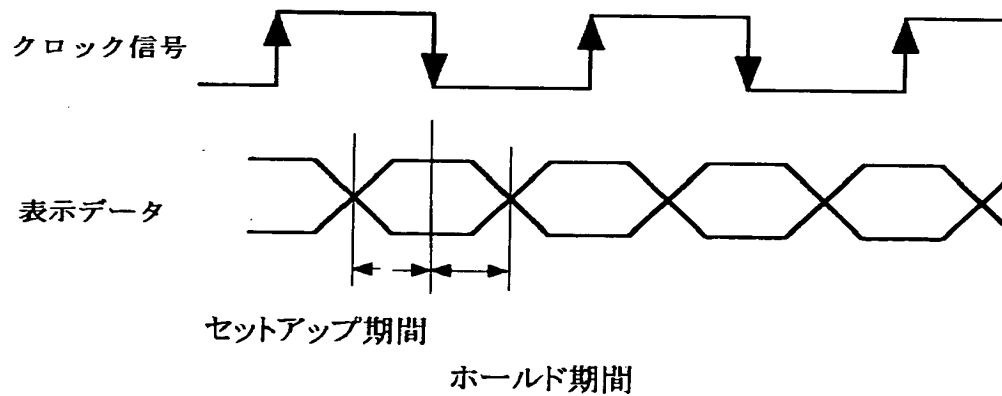 クロック信号
表示データ
セットアップ期間
ホールド期間